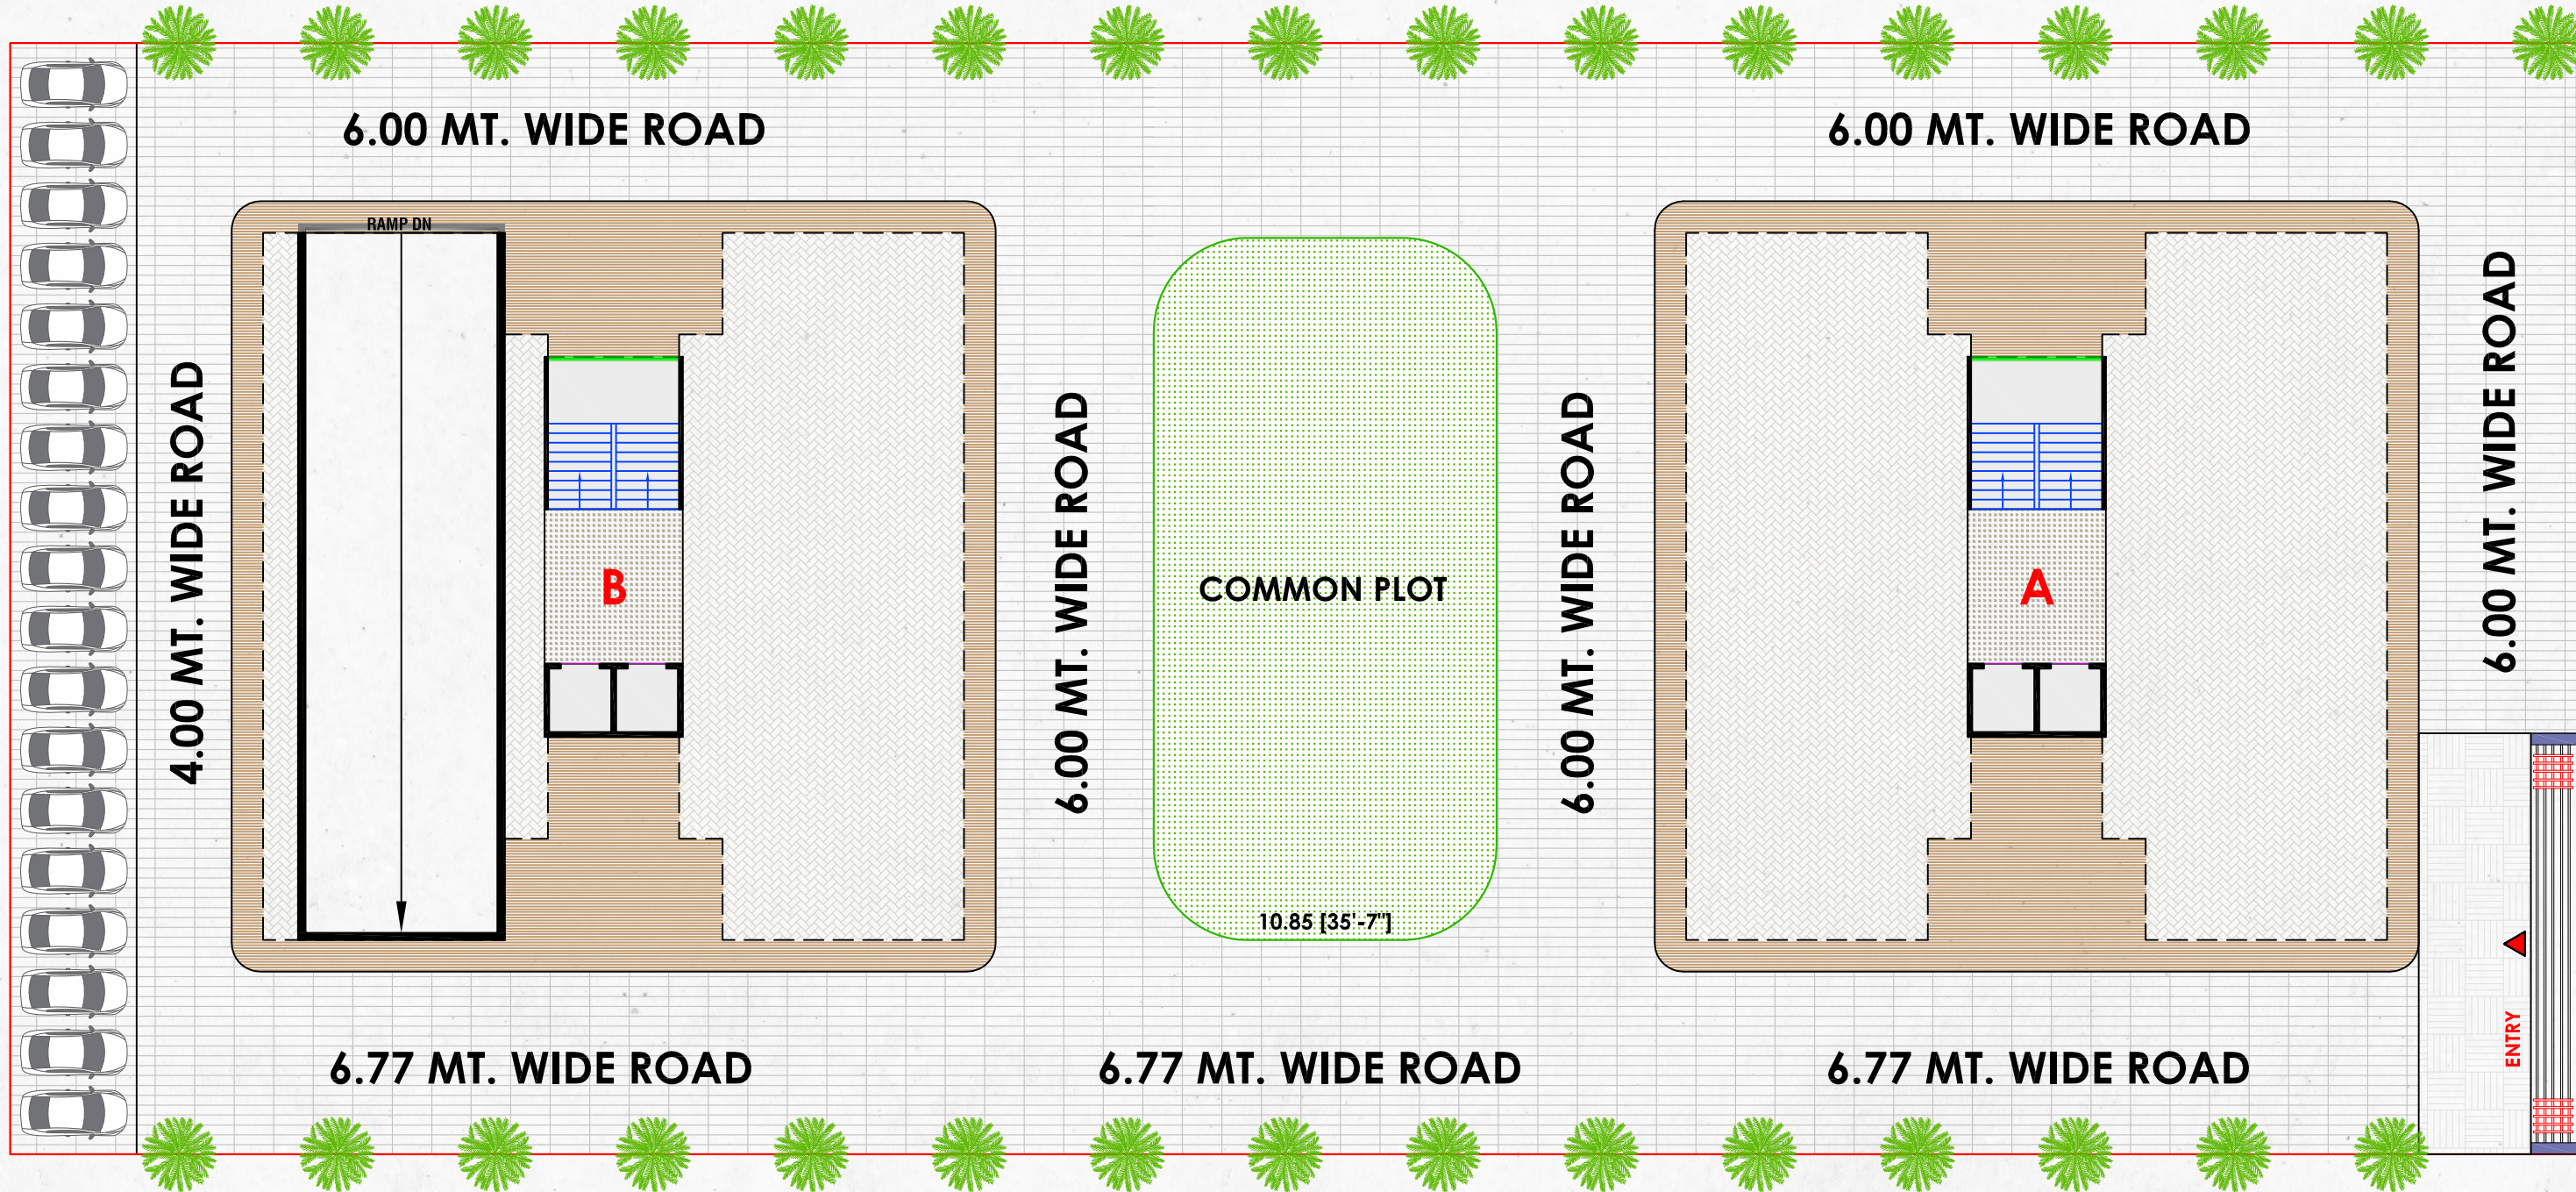 6.00 MT. WIDE ROAD
6.00 MT. WIDE ROAD
RAMP DN
4.00 MT. WIDE ROAD
B
6.00 MT. WIDE ROAD
COMMON PLOT
10.85 [35'-7"]
6.00 MT. WIDE ROAD
A
6.00 MT. WIDE ROAD
ENTRY
6.77 MT. WIDE ROAD
6.77 MT. WIDE ROAD
6.77 MT. WIDE ROAD